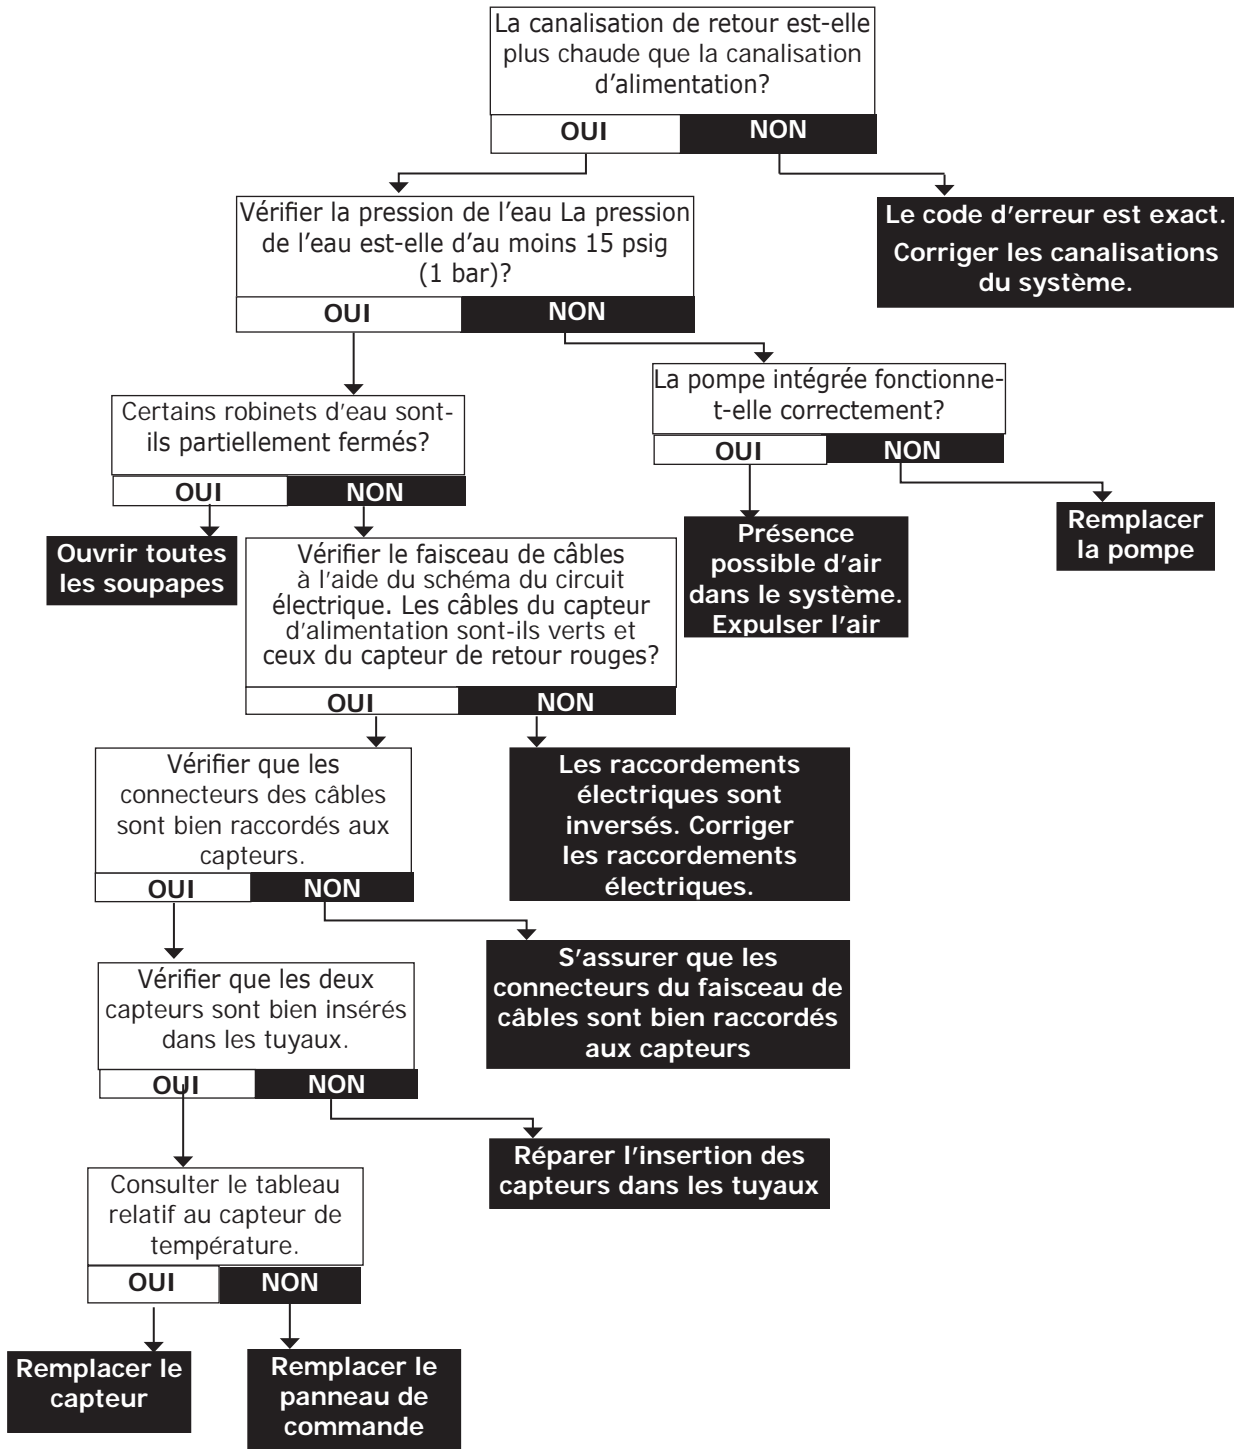 La canalisation de retour est-elle
plus chaude que la canalisation
d'alimentation?
OUI
NON
Vérifier la pression de l'eau La pression
de l'eau est-elle d'au moins 15 psig
(1 bar)?
OUI
NON
Le code d'erreur est exact.
Corriger les canalisations
du système.
Certains robinets d'eau sont-
ils partiellement fermés?
OUI
NON
La pompe intégrée fonctionne-
t-elle correctement?
OUI
NON
Ouvrir toutes
les soupapes
Vérifier le faisceau de câbles
à l'aide du schéma du circuit
électrique. Les câbles du capteur
d'alimentation sont-ils verts et
ceux du capteur de retour rouges?
OUI
NON
Présence
possible d'air
dans le système.
Expulser l'air
Remplacer
la pompe
Vérifier que les
connecteurs des câbles
sont bien raccordés aux
capteurs.
OUI
NON
Les raccordements
électriques sont
inversés. Corriger
les raccordements
électriques.
Vérifier que les deux
capteurs sont bien insérés
dans les tuyaux.
OUI
NON
S'assurer que les
connecteurs du faisceau de
câbles sont bien raccordés
aux capteurs
Consulter le tableau
relatif au capteur de
température.
OUI
NON
Réparer l'insertion des
capteurs dans les tuyaux
Remplacer le
capteur
Remplacer le
panneau de
commande